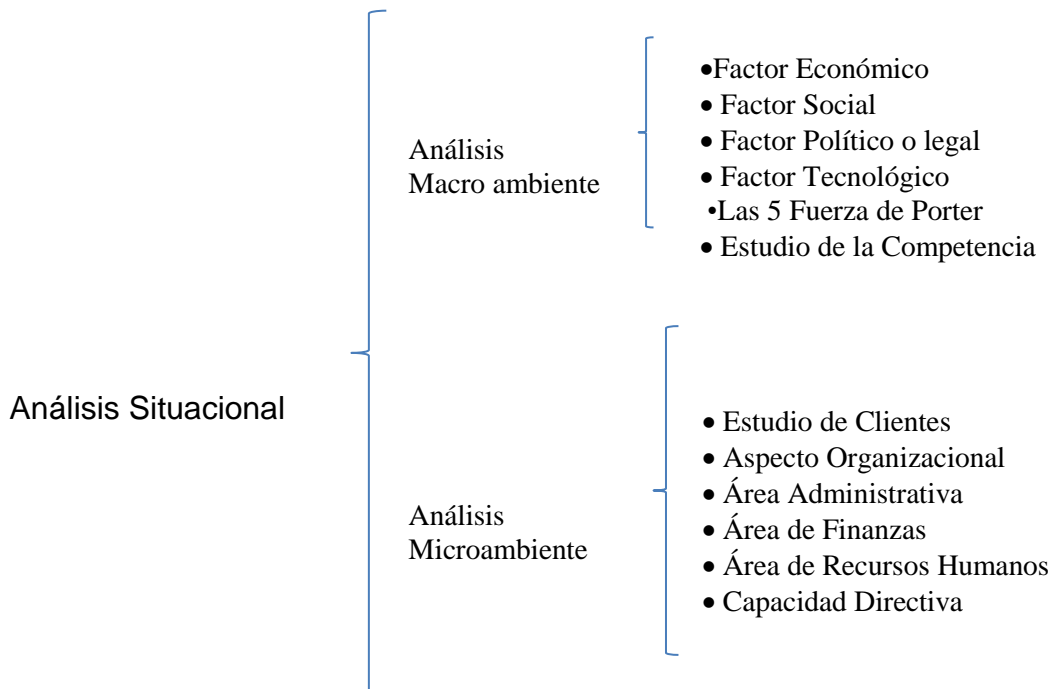 Análisis Situacional
Análisis
Macro ambiente
•Factor Económico
• Factor Social
• Factor Político o legal
• Factor Tecnológico
•Las 5 Fuerza de Porter
• Estudio de la Competencia
Análisis
Microambiente
• Estudio de Clientes
• Aspecto Organizacional
• Área Administrativa
• Área de Finanzas
• Área de Recursos Humanos
• Capacidad Directiva